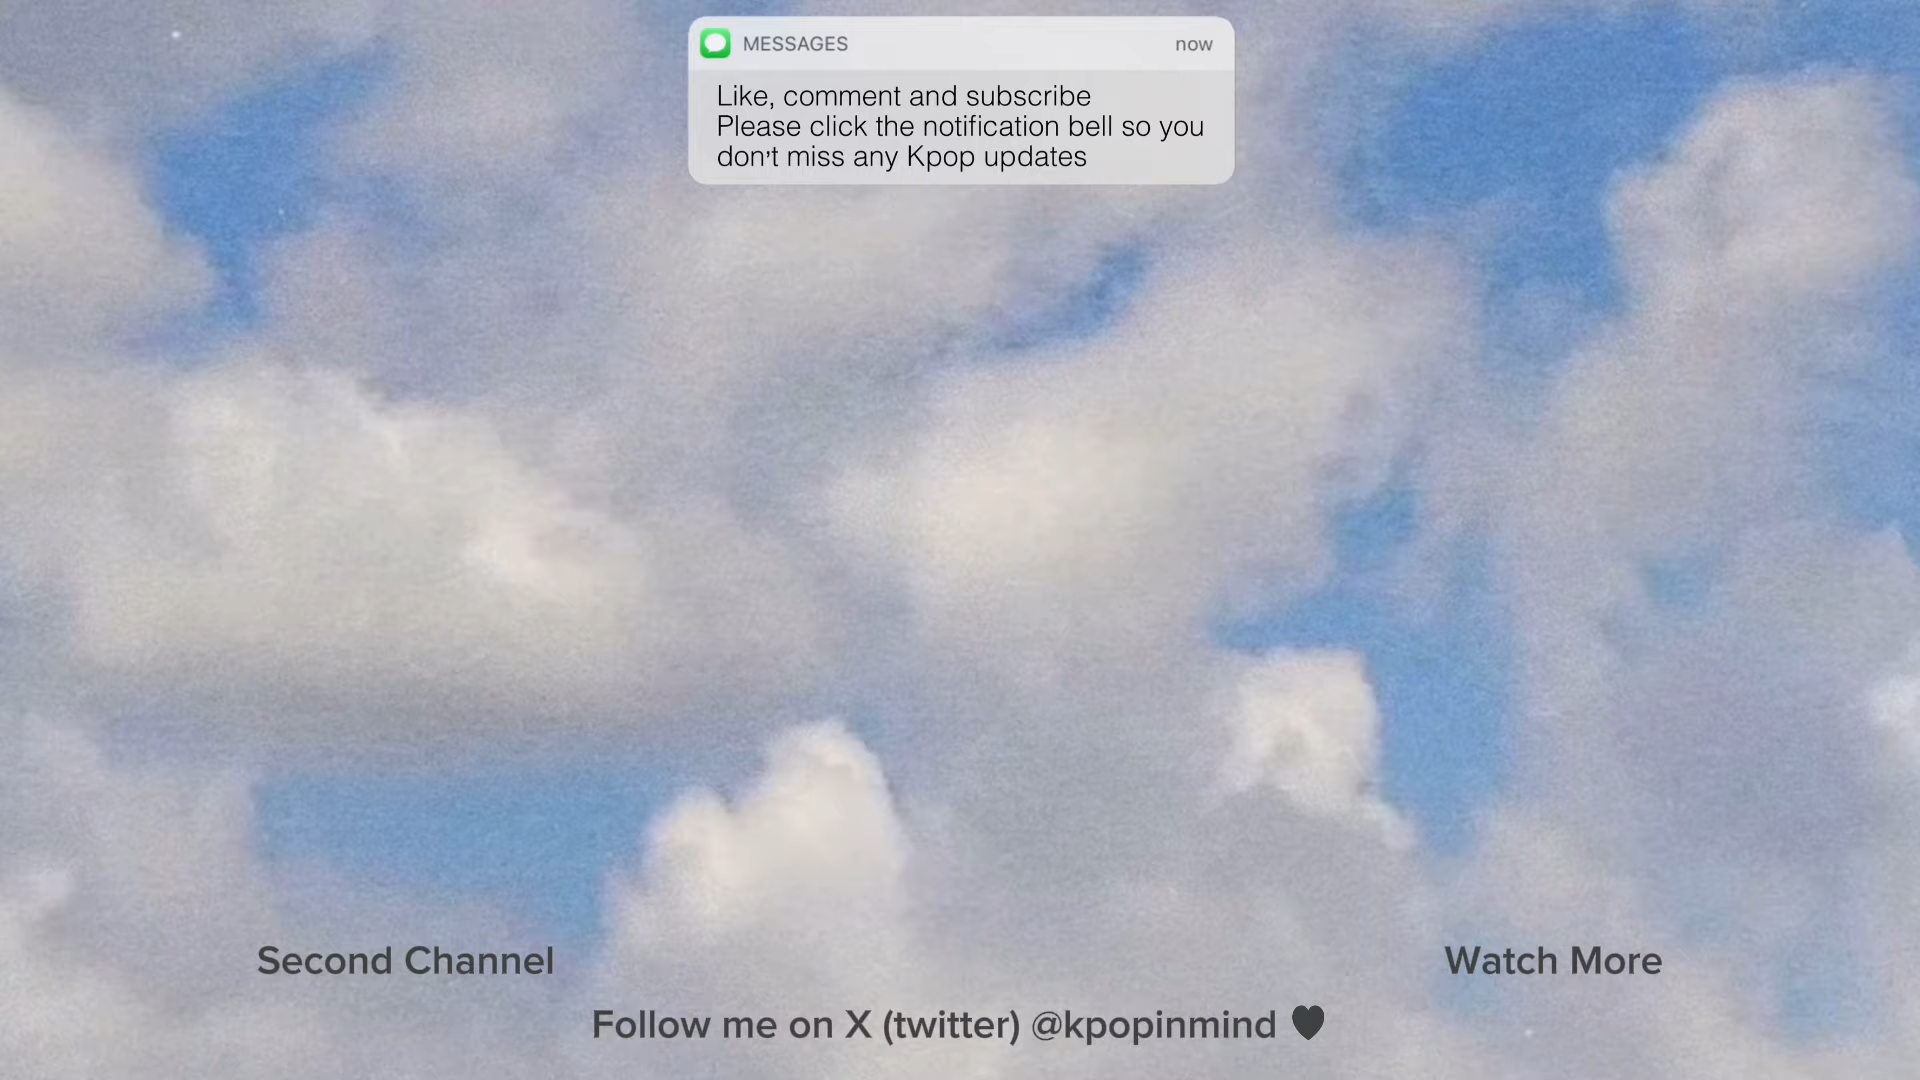 MESSAGES now
Like, comment and subscribe
Please click the notification bell so you
don't miss any Kpop updates
Second Channel
Watch More
Follow me on X (twitter) @kpopinmind 🖤